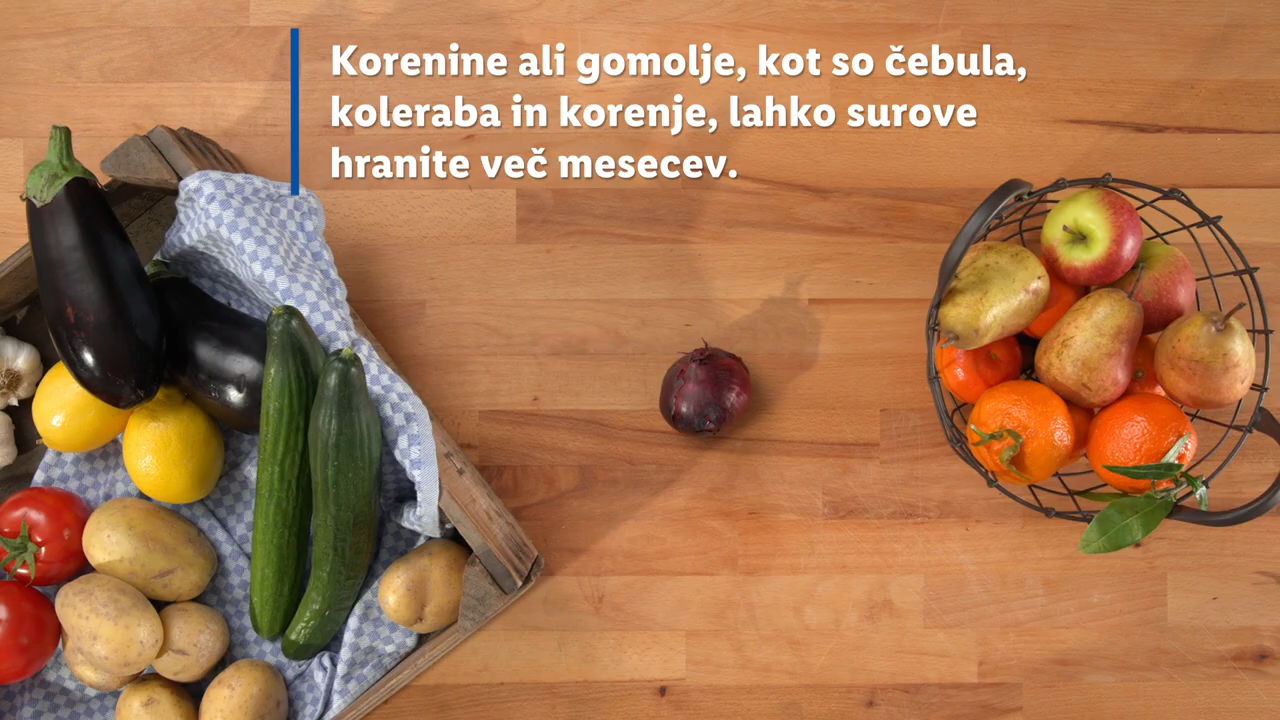 Korenine ali gomolje, kot so čebula,
koleraba in korenje, lahko surove
hranite več mesecev.